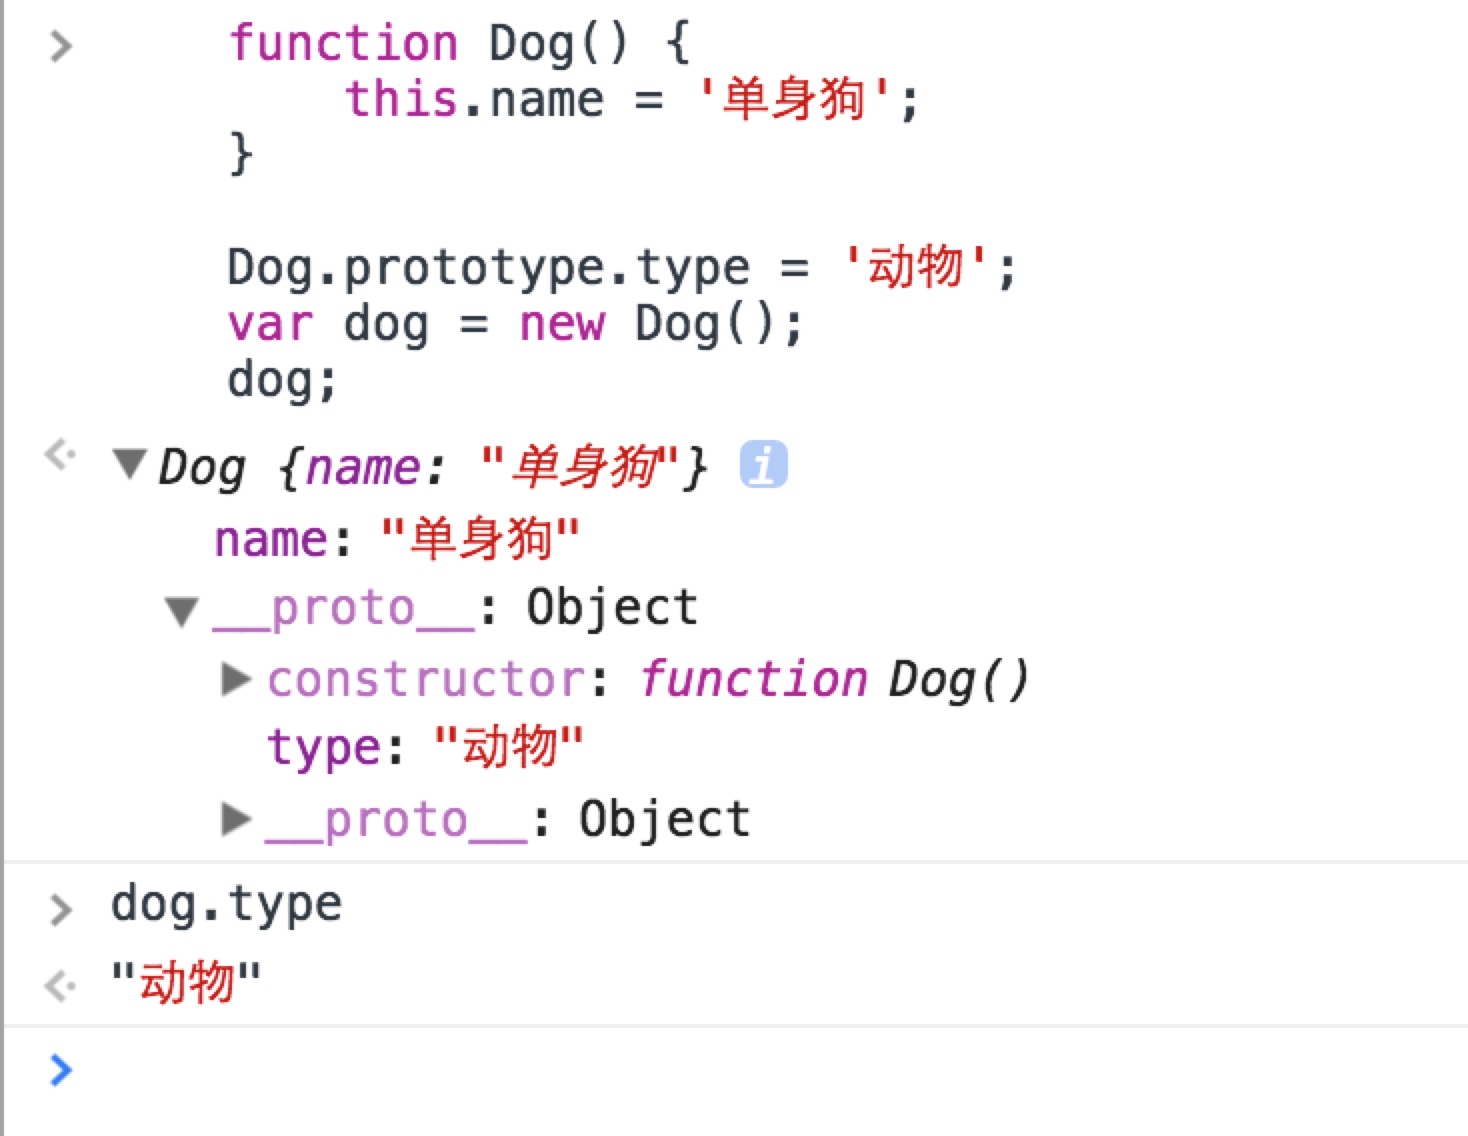 function Dog() {
this.name = '单身狗';
}
Dog.prototype.type = '动物';
var dog = new Dog();
dog;
Dog {name: "单身狗"} i
name: "单身狗"
__proto__: Object
constructor: function Dog()
type: "动物"
__proto__: Object
dog.type
"动物"